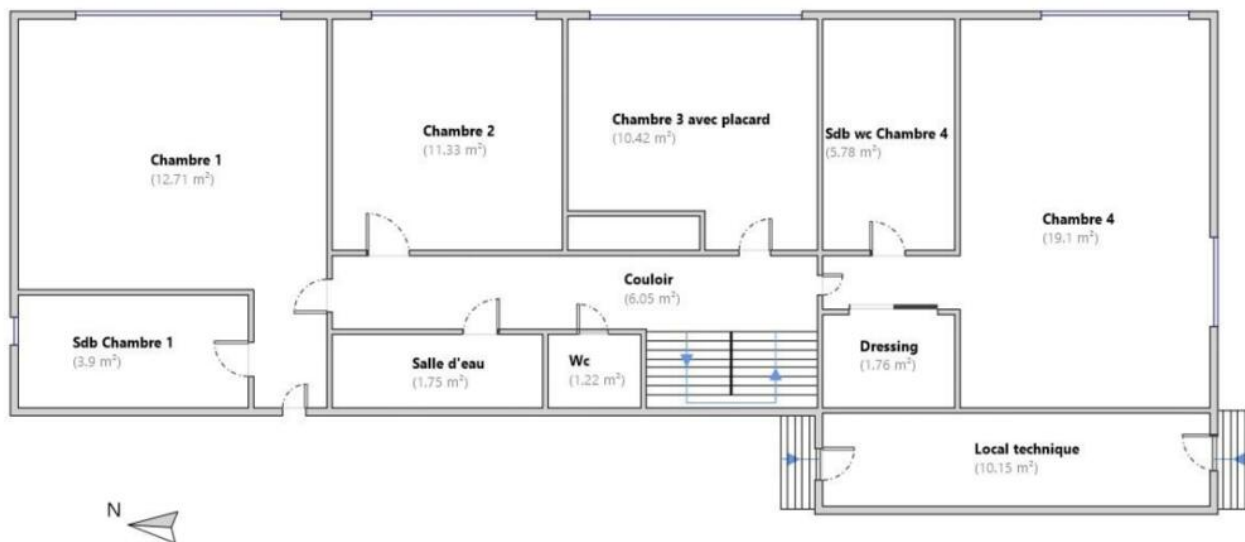 Chambre 1
(12.71 m²)
Chambre 2
(11.33 m²)
Chambre 3 avec placard
(10.42 m²)
Sdb wc Chambre 4
(5.78 m²)
Chambre 4
(19.1 m²)
Couloir
(6.05 m²)
Sdb Chambre 1
(3.9 m²)
Salle d'eau
(1.75 m²)
Wc
(1.22 m²)
Dressing
(1.76 m²)
Local technique
(10.15 m²)
N